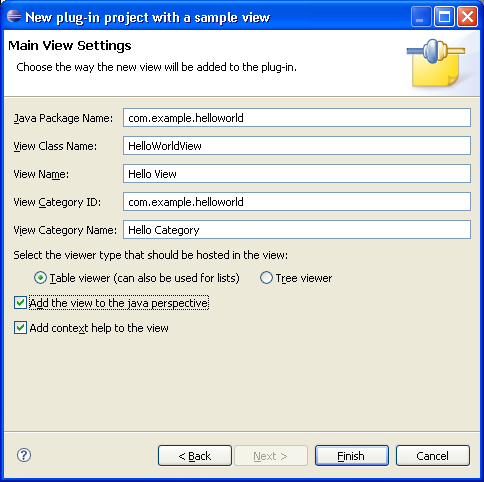 New plug-in project with a sample view
Main View Settings
Choose the way the new view will be added to the plug-in.
Java Package Name: com.example.helloworld
View Class Name: HelloWorldView
View Name: Hello View
View Category ID: com.example.helloworld
View Category Name: Hello Category
Select the viewer type that should be hosted in the view:
Table viewer (can also be used for lists) Tree viewer
Add the view to the java perspective
Add context help to the view
? < Back Next > Finish Cancel